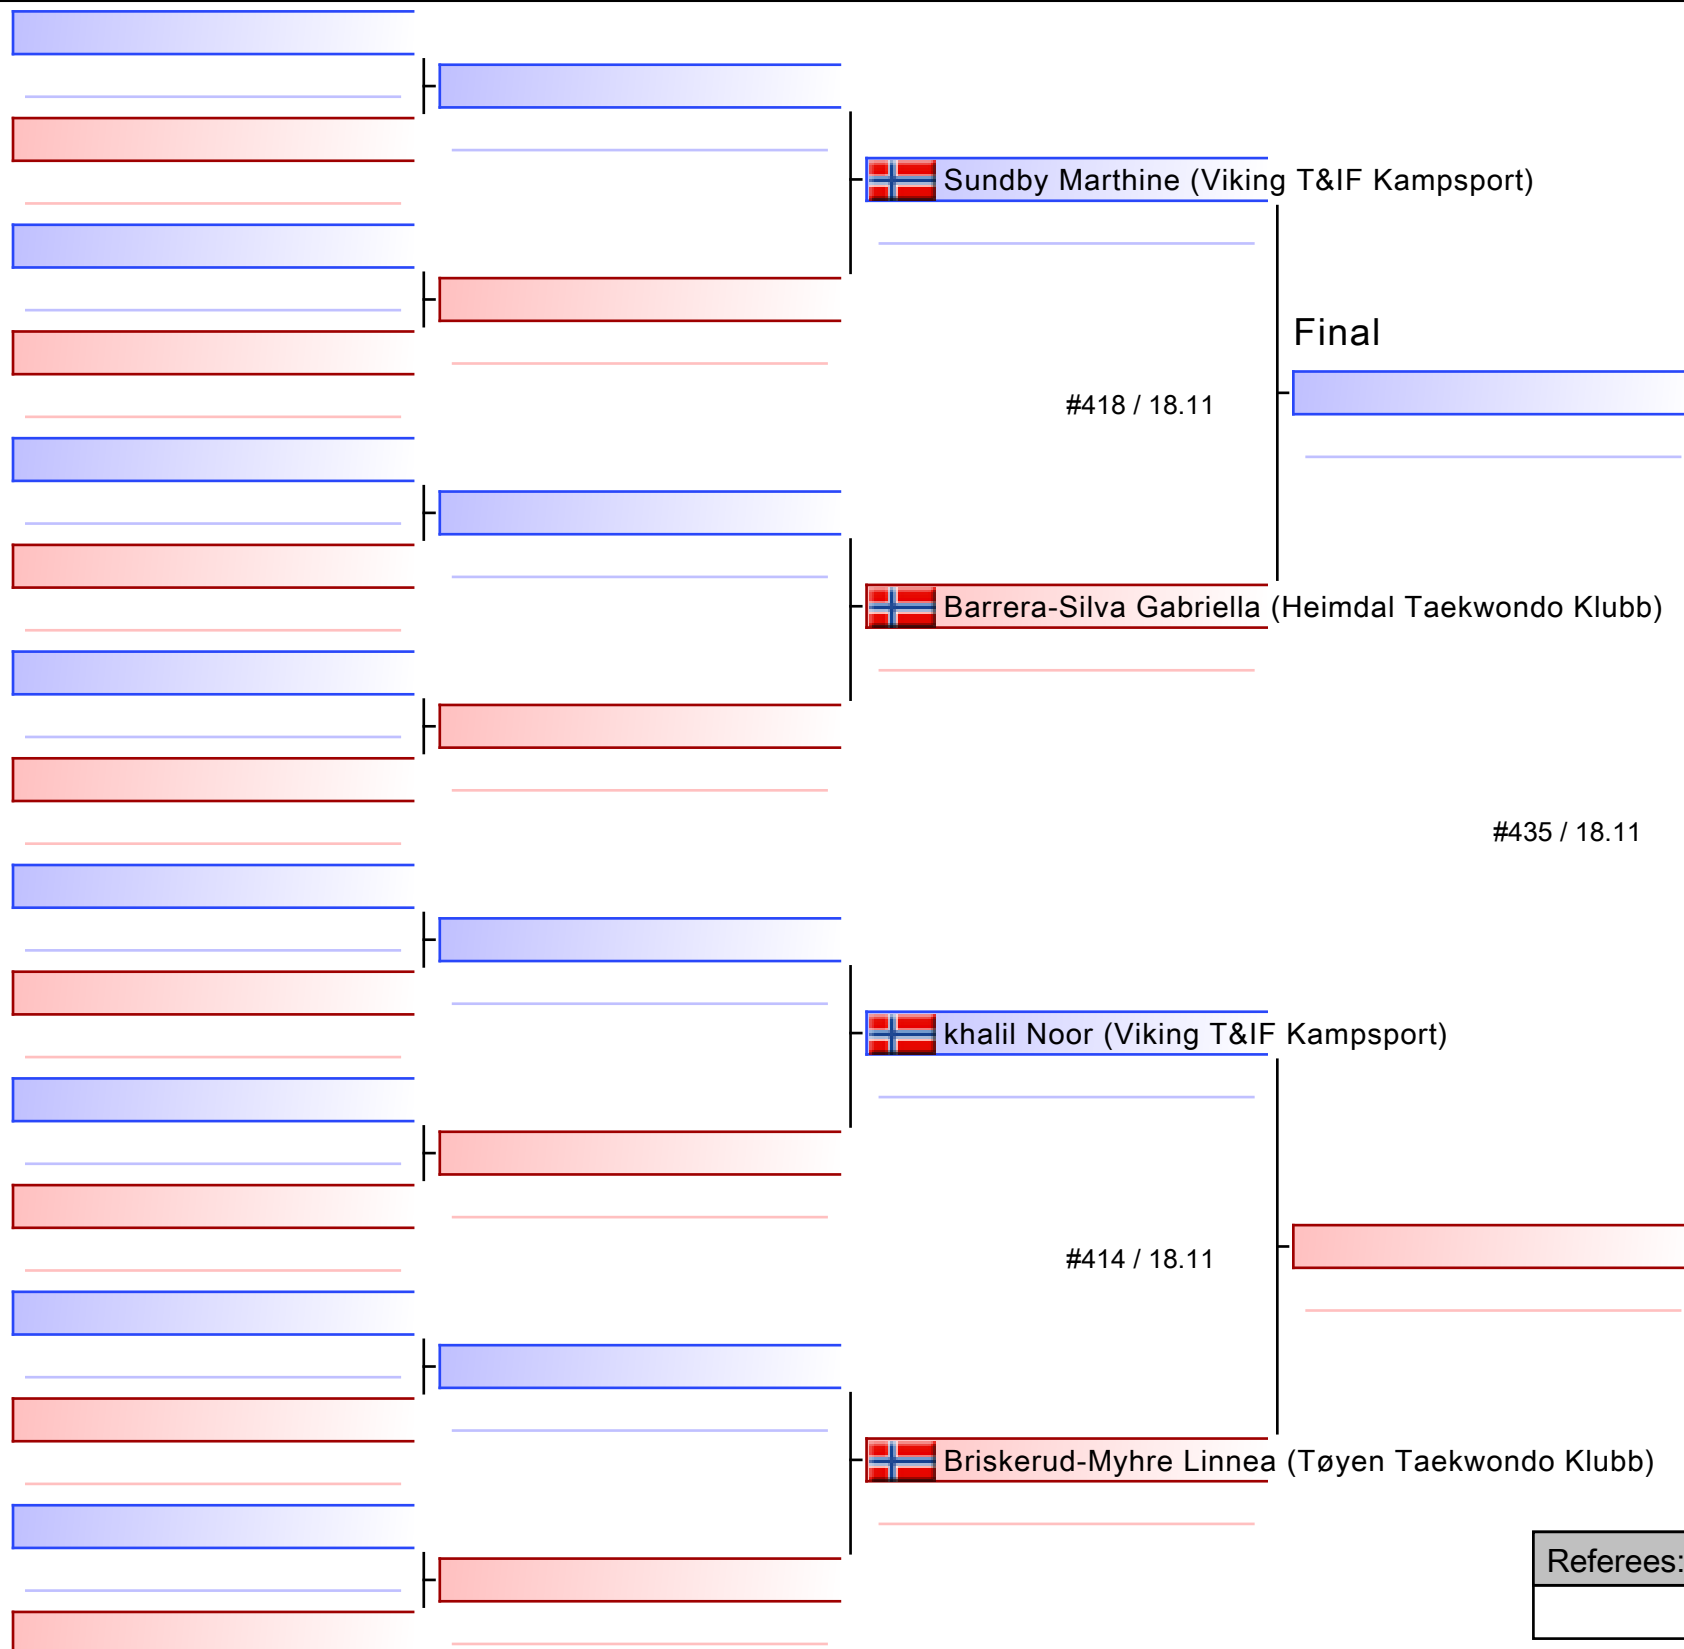 Sundby Marthine (Viking T&IF Kampsport)
Final
#418 / 18.11
Barrera-Silva Gabriella (Heimdal Taekwondo Klubb)
#435 / 18.11
khalil Noor (Viking T&IF Kampsport)
#414 / 18.11
Briskerud-Myhre Linnea (Tøyen Taekwondo Klubb)
Referees: